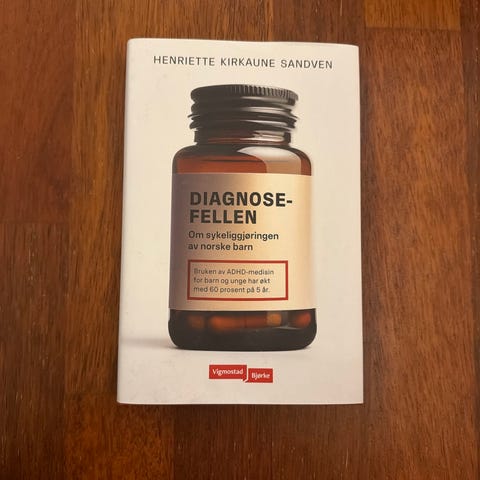 HENRIETTE KIRKAUNE SANDVEN
DIAGNOSE-
FELLEN
Om sykeliggjøringen
av norske barn
Bruken av ADHD-medisin
for barn og unge har økt
med 60 prosent på 5 år.
Vigmostad Bjørke